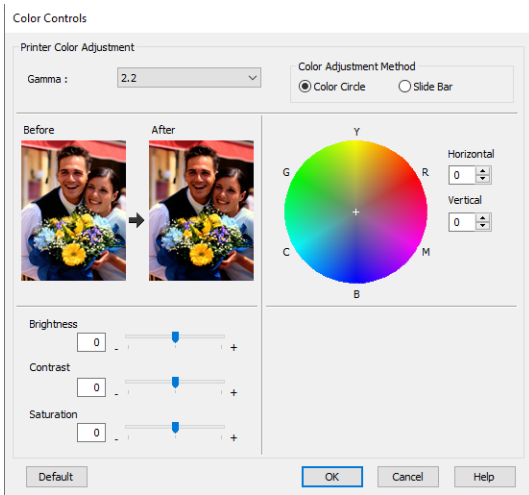 Color Controls
Printer Color Adjustment
Gamma :
2.2
Color Adjustment Method
Color Circle
Slide Bar
Before
After
Y
G
R
C
M
B
Horizontal
0
Vertical
0
Brightness
0
-
+
Contrast
0
-
+
Saturation
0
-
+
Default
OK
Cancel
Help